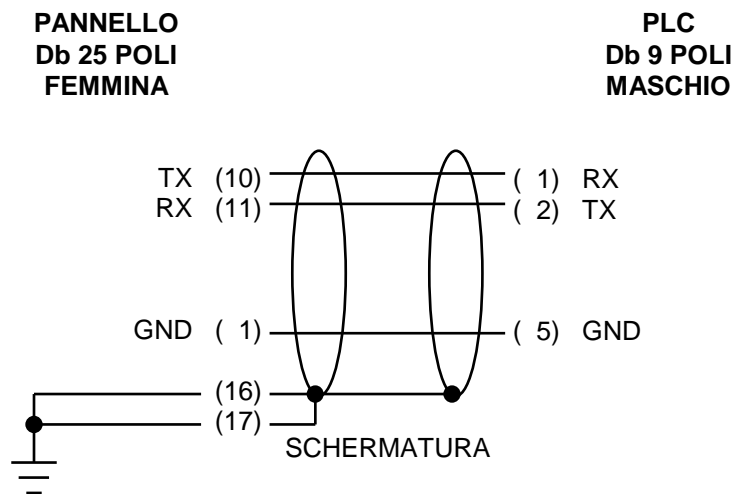 PANNELLO
Db 25 POLI
FEMMINA
PLC
Db 9 POLI
MASCHIO
TX (10) ( 1) RX
RX (11) ( 2) TX
GND ( 1) ( 5) GND
(16)
(17)
SCHERMATURA